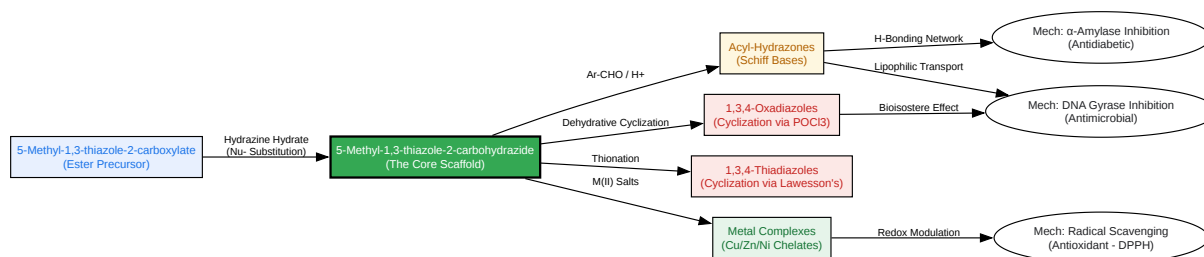 5-Methyl-1,3-thiazole-2-carboxylate
(Ester Precursor)
Hydrazine Hydrate
(Nu- Substitution)
5-Methyl-1,3-thiazole-2-carbohydrazide
(The Core Scaffold)
Ar-CHO / H+
Dehydrative Cyclization
Thionation
M(II) Salts
Acyl-Hydrazones
(Schiff Bases)
1,3,4-Oxadiazoles
(Cyclization via POCl3)
1,3,4-Thiadiazoles
(Cyclization via Lawesson's)
Metal Complexes
(Cu/Zn/Ni Chelates)
H-Bonding Network
Lipophilic Transport
Bioisostere Effect
Redox Modulation
Mech: α-Amylase Inhibition
(Antidiabetic)
Mech: DNA Gyrase Inhibition
(Antimicrobial)
Mech: Radical Scavenging
(Antioxidant - DPPH)